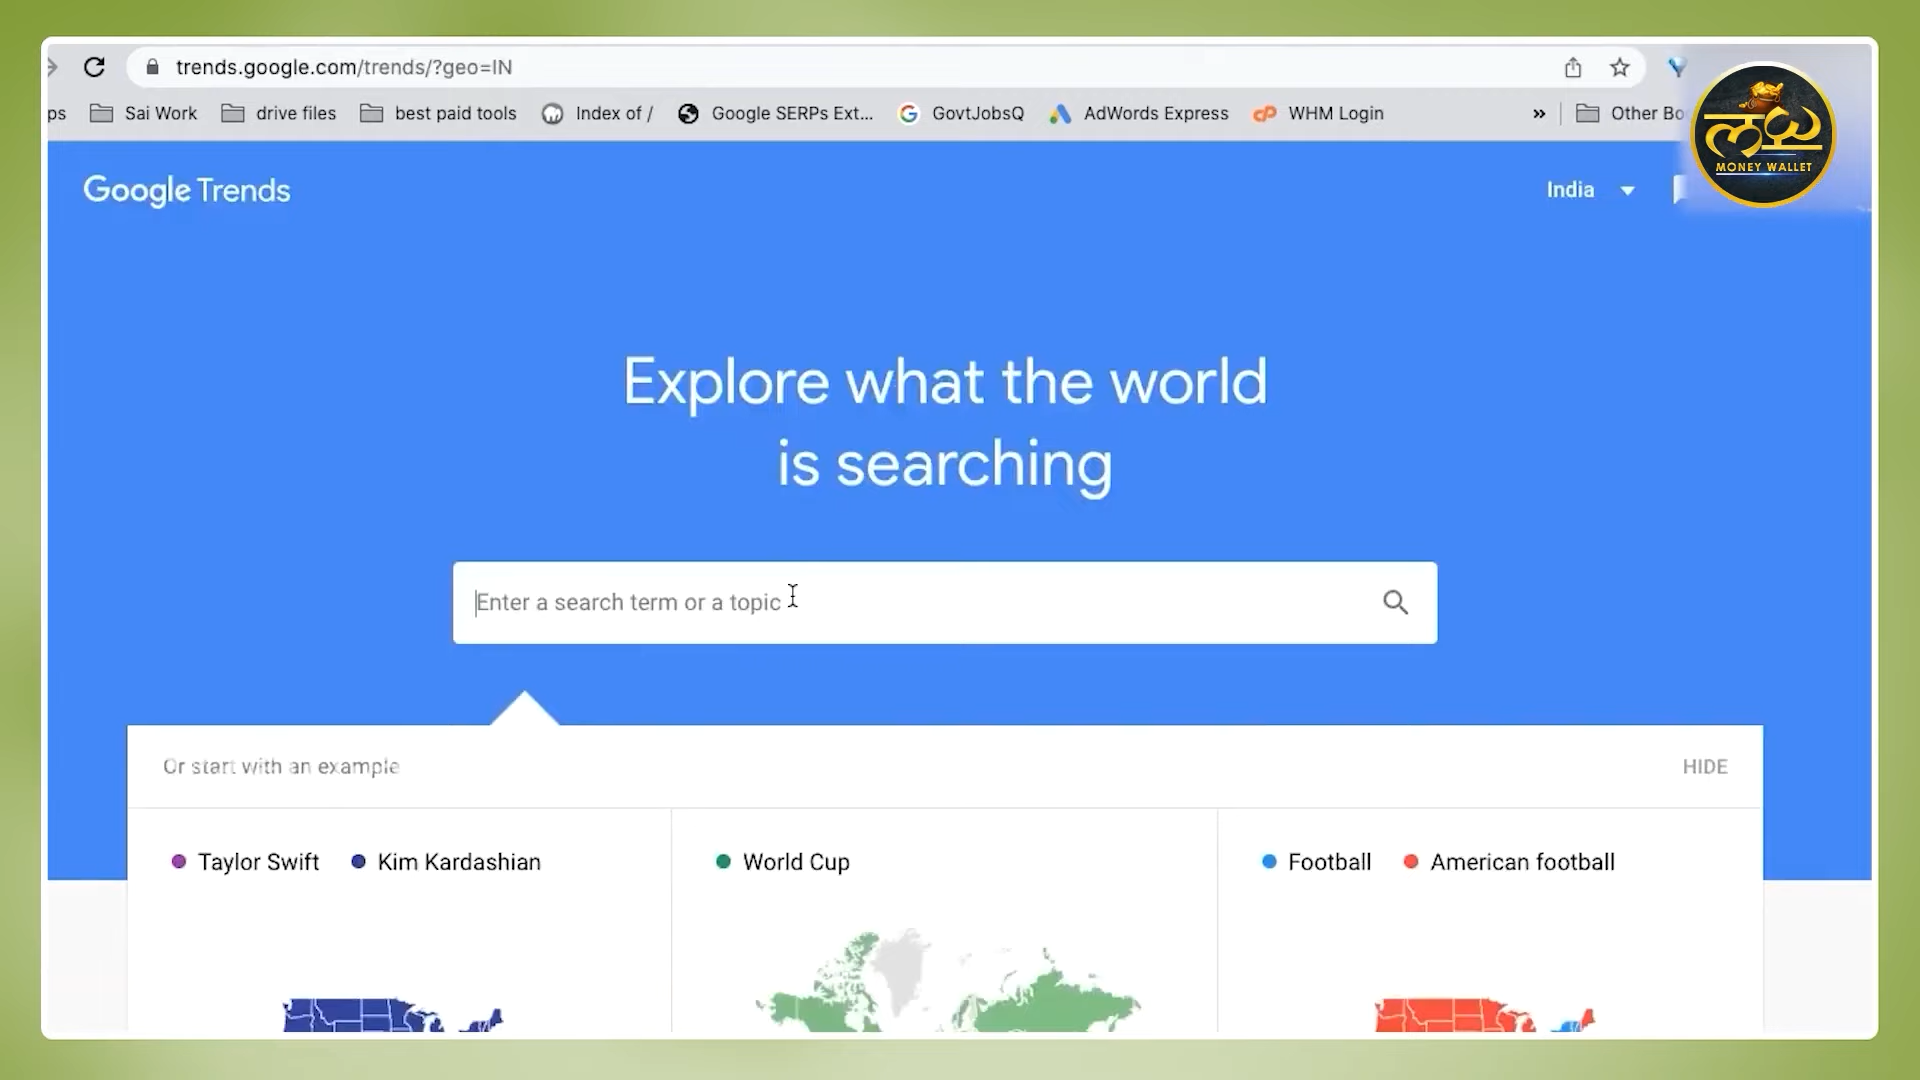 trends.google.com/trends/?geo=IN
ps Sai Work drive files best paid tools Index of / Google SERPs Ext... GovtJobsQ AdWords Express WHM Login » Other Bo
MONEY WALLET
Google Trends India
Explore what the world
is searching
Enter a search term or a topic
Or start with an example HIDE
Taylor Swift Kim Kardashian World Cup Football American football